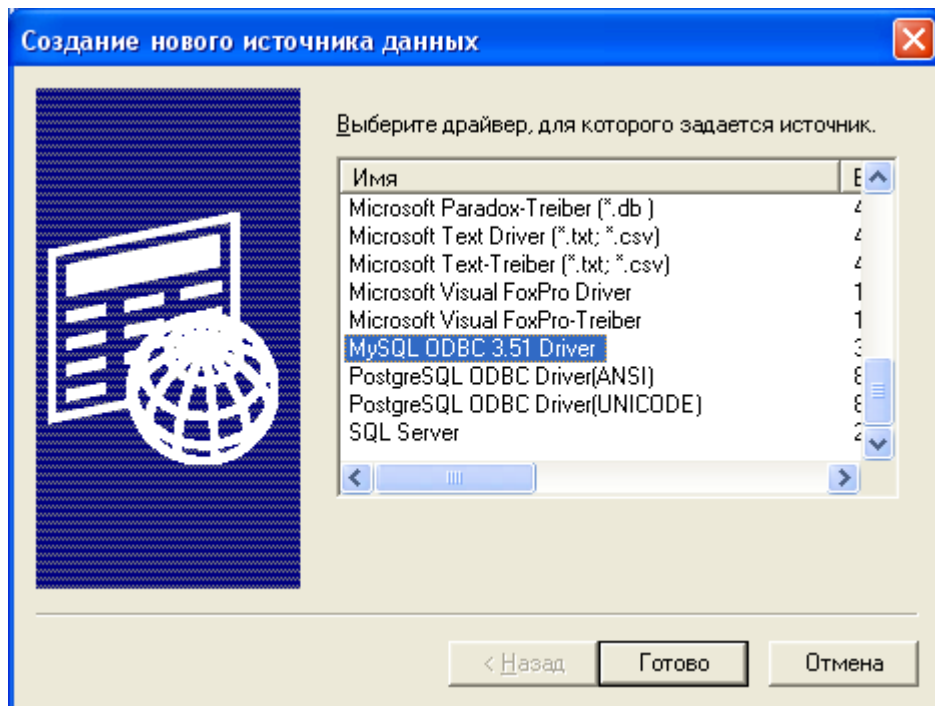 Создание нового источника данных
Выберите драйвер, для которого задается источник.
Имя
Microsoft Paradox-Treiber (*.db )
Microsoft Text Driver (*.txt; *.csv)
Microsoft Text-Treiber (*.txt; *.csv)
Microsoft Visual FoxPro Driver
Microsoft Visual FoxPro-Treiber
MySQL ODBC 3.51 Driver
PostgreSQL ODBC Driver(ANSI)
PostgreSQL ODBC Driver(UNICODE)
SQL Server
< Назад Готово Отмена